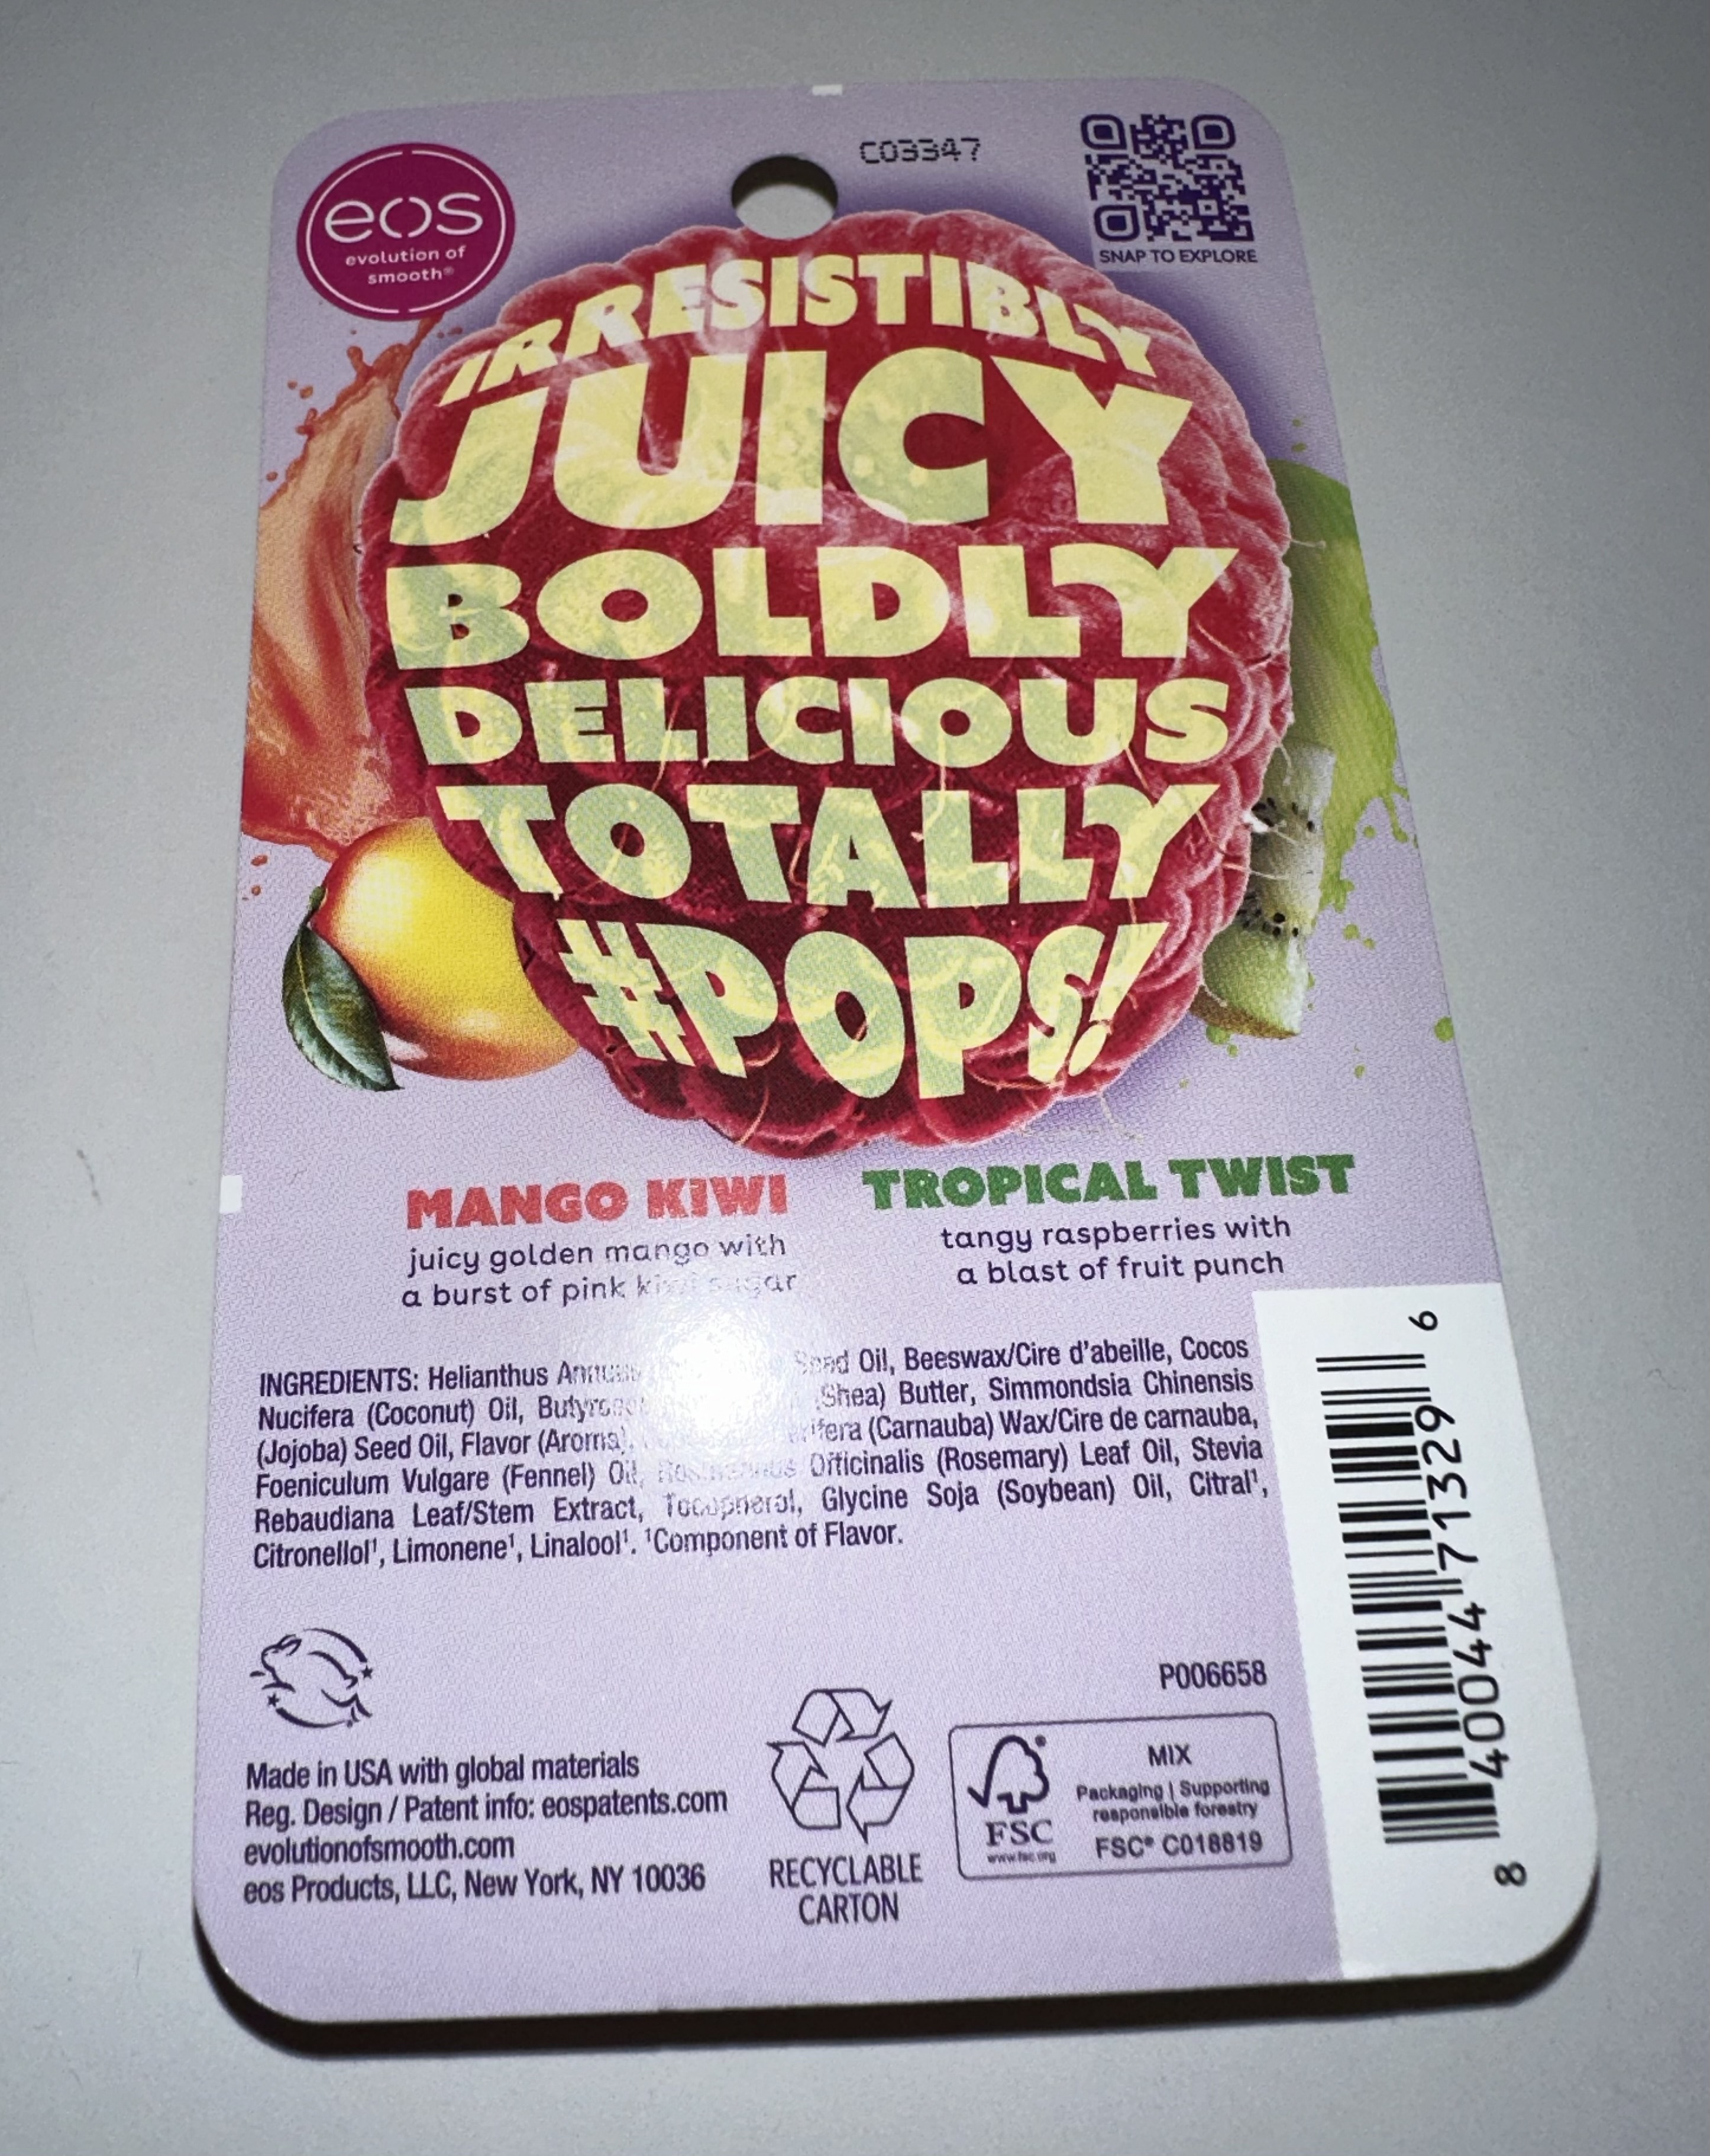 C03347
eos
evolution of
smooth®
SNAP TO EXPLORE
IRRESISTIBLY
JUICY
BOLDLY
DELICIOUS
TOTALLY
#POPS!
MANGO KIWI
juicy golden mango with
a burst of pink
TROPICAL TWIST
tangy raspberries with
a blast of fruit punch
INGREDIENTS: Helianthus Seed Oil, Beeswax/Cire d'abeille, Cocos
Nucifera (Coconut) Oil, (Shea) Butter, Simmondsia Chinensis
(Jojoba) Seed Oil, Flavor (Aroma), (Carnauba) Wax/Cire de carnauba,
Foeniculum Vulgare (Fennel) Oil, Officinalis (Rosemary) Leaf Oil, Stevia
Rebaudiana Leaf/Stem Extract, Tocopherol, Glycine Soja (Soybean) Oil, Citral¹,
Citronellol¹, Limonene¹, Linalool¹. ¹Component of Flavor.
Made in USA with global materials
Reg. Design / Patent info: eospatents.com
evolutionofsmooth.com
eos Products, LLC, New York, NY 10036
RECYCLABLE
CARTON
P006658
FSC
www.fsc.org
MIX
Packaging | Supporting
responsible forestry
FSC® C018819
8 40044 71329 6